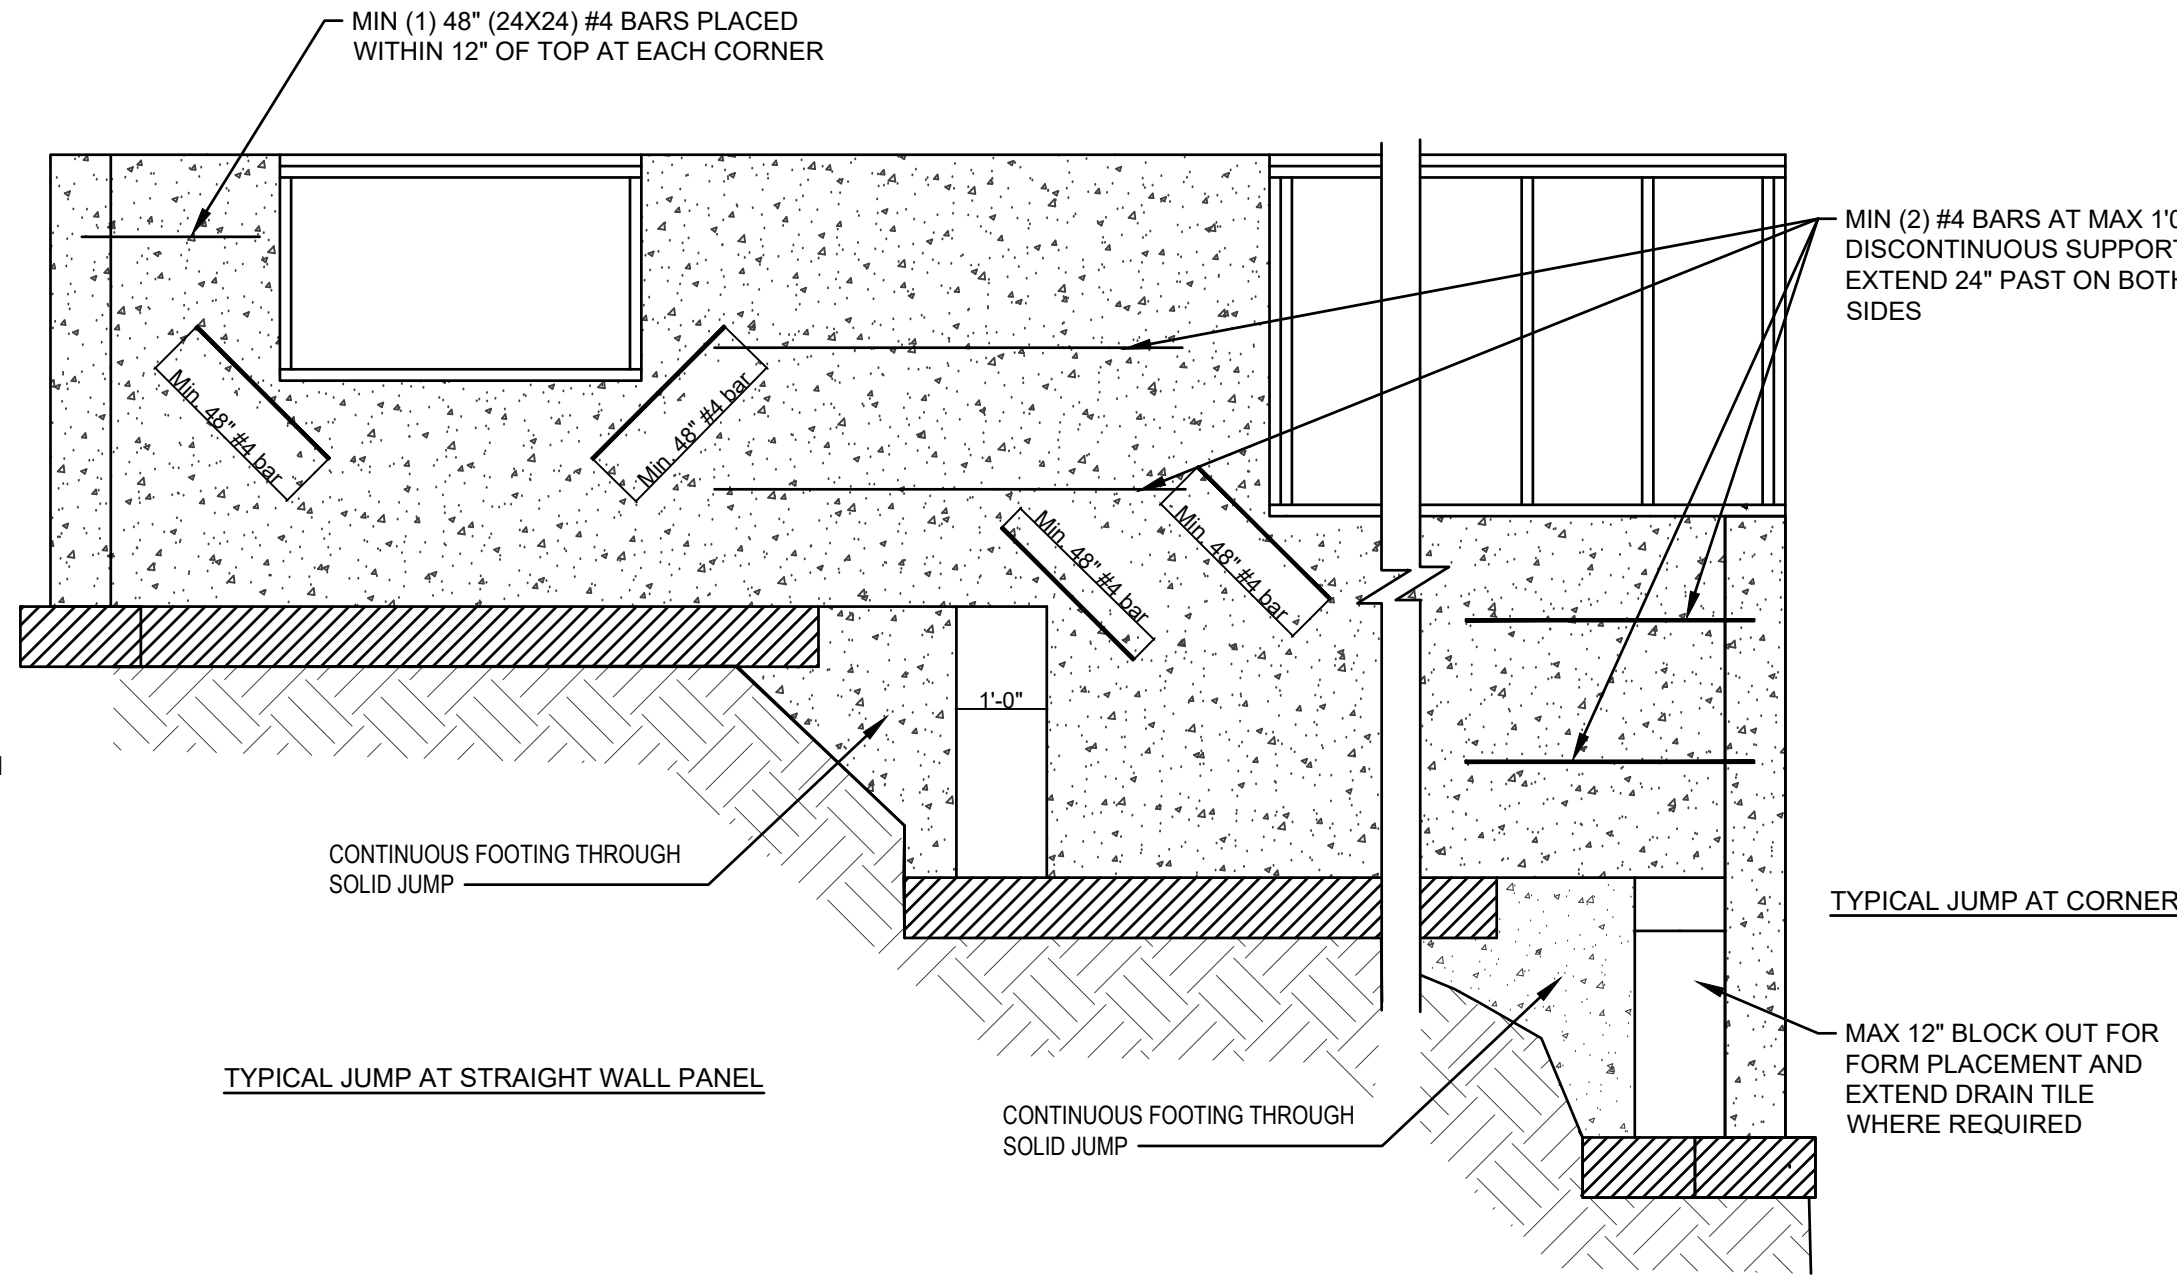 MIN (1) 48" (24X24) #4 BARS PLACED
WITHIN 12" OF TOP AT EACH CORNER
MIN (2) #4 BARS AT MAX 1'0
DISCONTINUOUS SUPPORT
EXTEND 24" PAST ON BOTH
SIDES
Min. 48" #4 bar
Min. 48" #4 bar
Min. 48" #4 bar
Min. 48" #4 bar
1'-0"
CONTINUOUS FOOTING THROUGH
SOLID JUMP
TYPICAL JUMP AT CORNER
TYPICAL JUMP AT STRAIGHT WALL PANEL
MAX 12" BLOCK OUT FOR
FORM PLACEMENT AND
EXTEND DRAIN TILE
WHERE REQUIRED
CONTINUOUS FOOTING THROUGH
SOLID JUMP